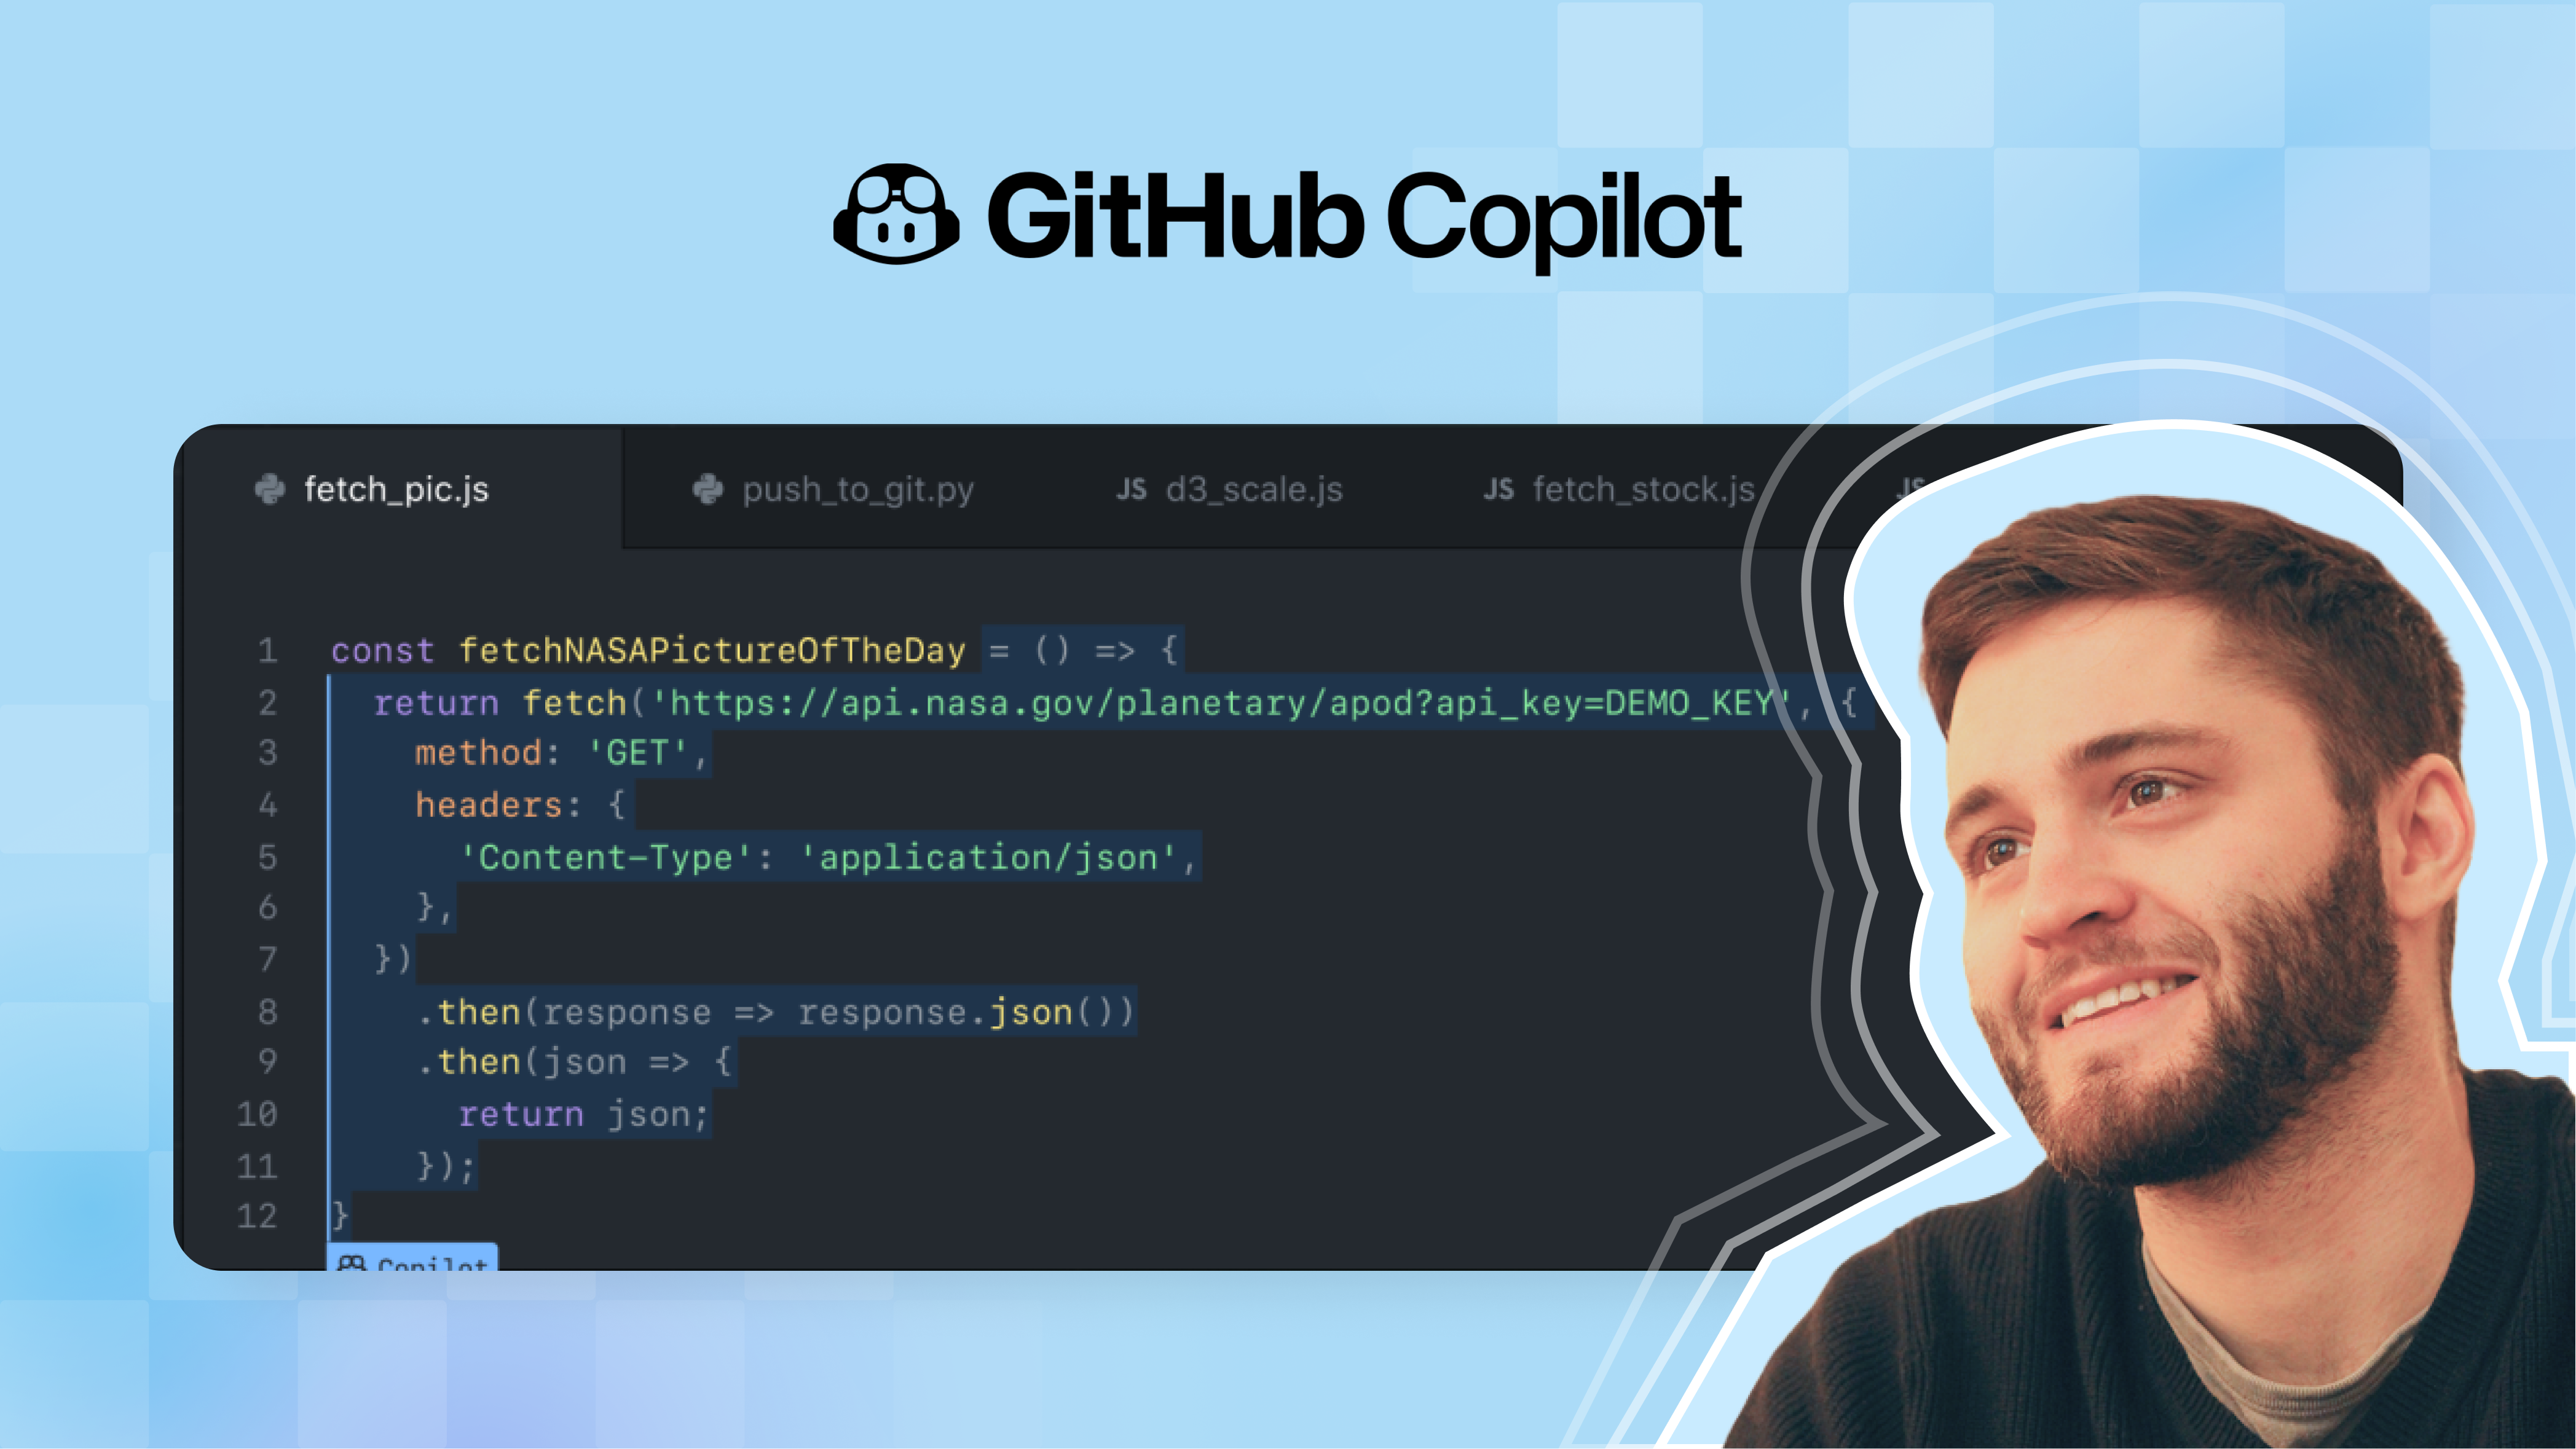 GitHub Copilot
fetch_pic.js push_to_git.py JS d3_scale.js JS fetch_stock.js JS
1 const fetchNASAPictureOfTheDay = () => {
2 return fetch('https://api.nasa.gov/planetary/apod?api_key=DEMO_KEY', {
3 method: 'GET',
4 headers: {
5 'Content-Type': 'application/json',
6 },
7 })
8 .then(response => response.json())
9 .then(json => {
10 return json;
11 });
12 }
Copilot